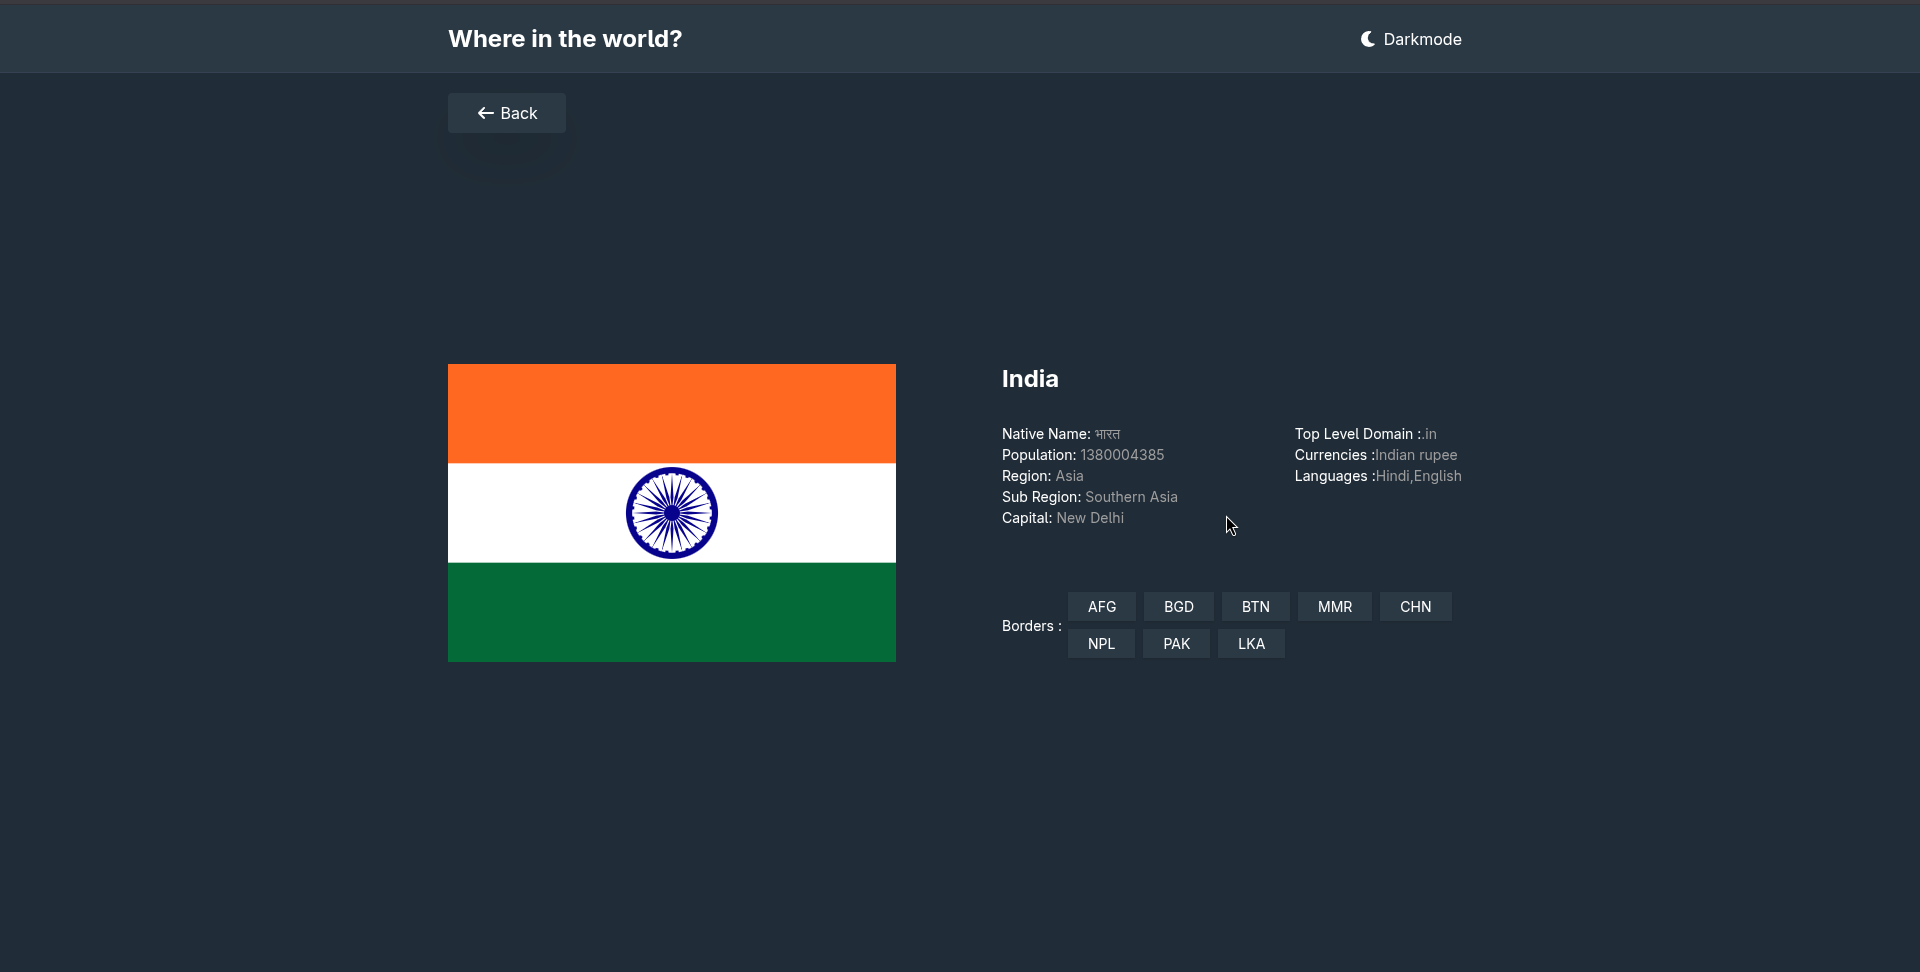 Where in the world?
Darkmode
Back
India
Native Name: भारत
Population: 1380004385
Region: Asia
Sub Region: Southern Asia
Capital: New Delhi
Top Level Domain :.in
Currencies :Indian rupee
Languages :Hindi,English
Borders :
AFG BGD BTN MMR CHN
NPL PAK LKA